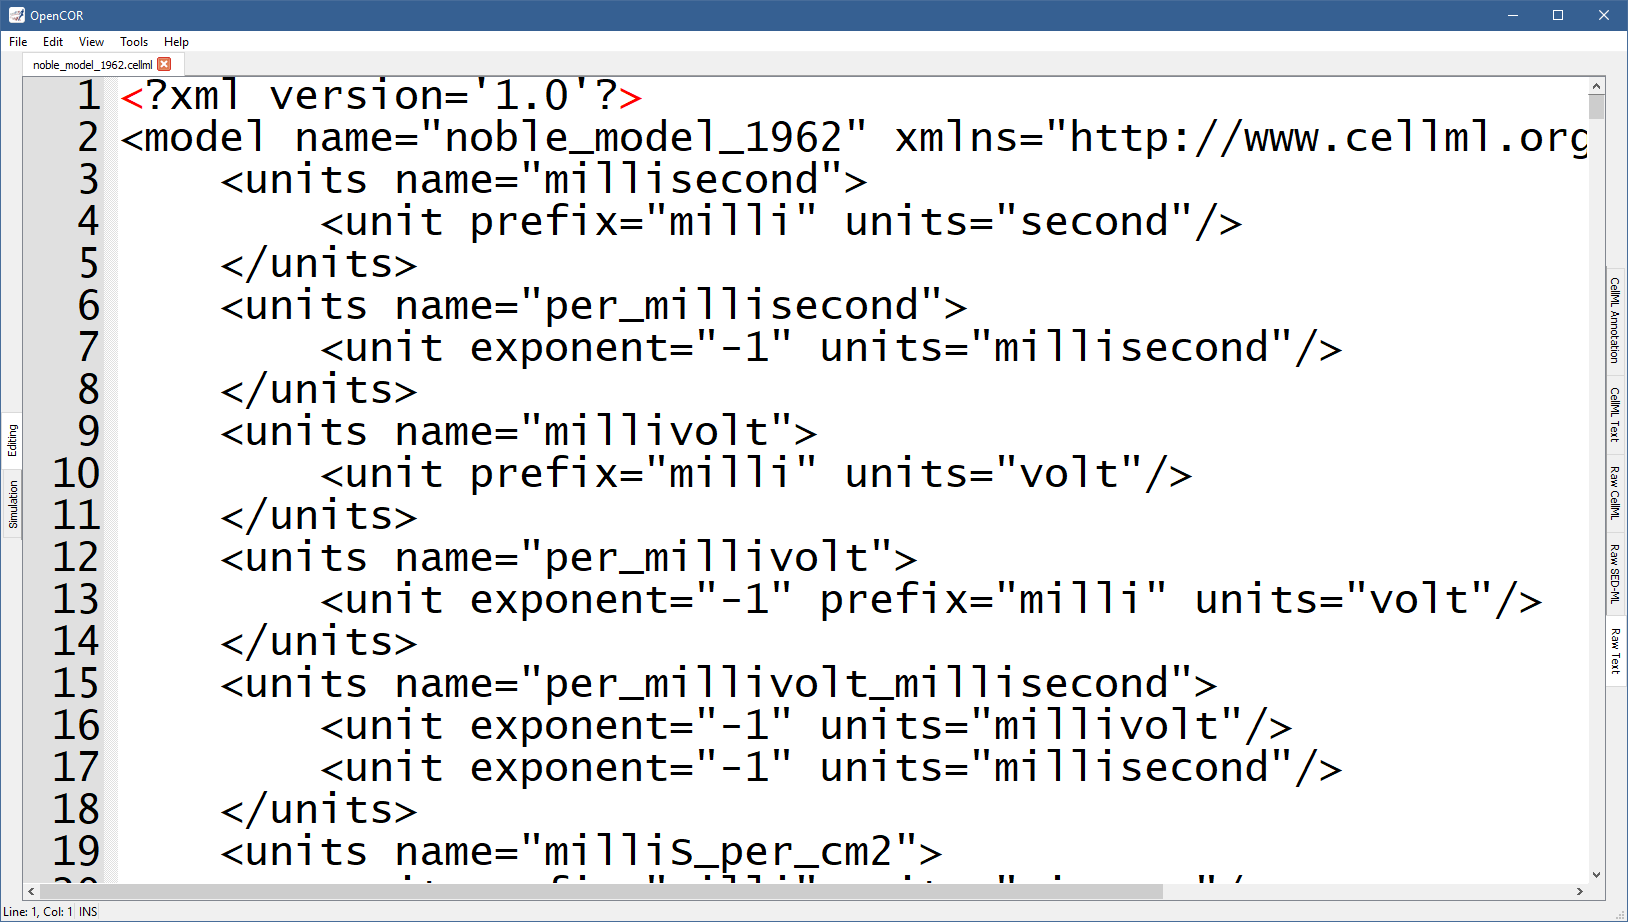 OpenCOR
File Edit View Tools Help
noble_model_1962.cellml
1 <?xml version='1.0'?>
2 <model name="noble_model_1962" xmlns="http://www.cellml.org
3 <units name="millisecond">
4 <unit prefix="milli" units="second"/>
5 </units>
6 <units name="per_millisecond">
7 <unit exponent="-1" units="millisecond"/>
8 </units>
9 <units name="millivolt">
10 <unit prefix="milli" units="volt"/>
11 </units>
12 <units name="per_millivolt">
13 <unit exponent="-1" prefix="milli" units="volt"/>
14 </units>
15 <units name="per_millivolt_millisecond">
16 <unit exponent="-1" units="millivolt"/>
17 <unit exponent="-1" units="millisecond"/>
18 </units>
19 <units name="milliS_per_cm2">
Editing
Simulation
CellML Annotation
CellML Text
Raw CellML
Raw SED-ML
Raw Text
Line: 1, Col: 1 INS